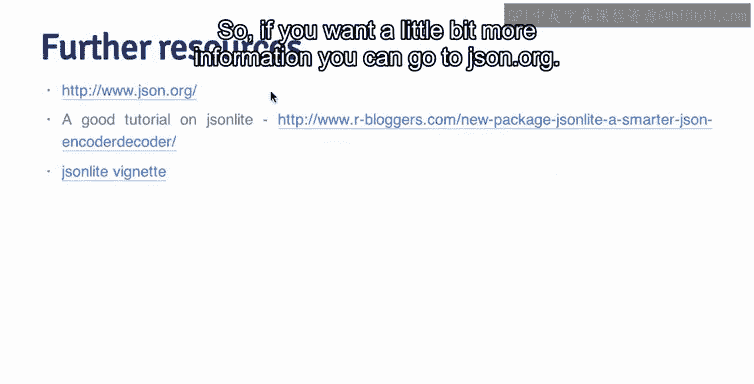 So, if you want a little bit more
information you can go to json.org.
Further resources
http://www.json.org/
A good tutorial on jsonlite - http://www.r-bloggers.com/new-package-jsonlite-a-smarter-json-
encoderdecoder/
jsonlite vignette